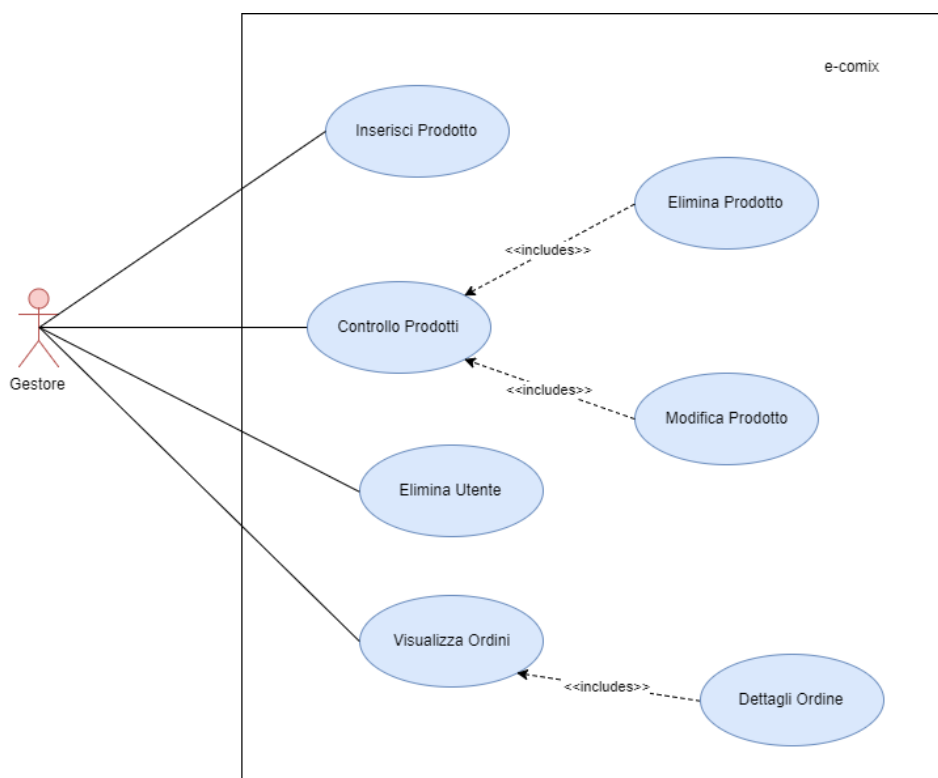 e-comix
Inserisci Prodotto
Elimina Prodotto
<<includes>>
Controllo Prodotti
Gestore
<<includes>>
Modifica Prodotto
Elimina Utente
Visualizza Ordini
<<includes>>
Dettagli Ordine